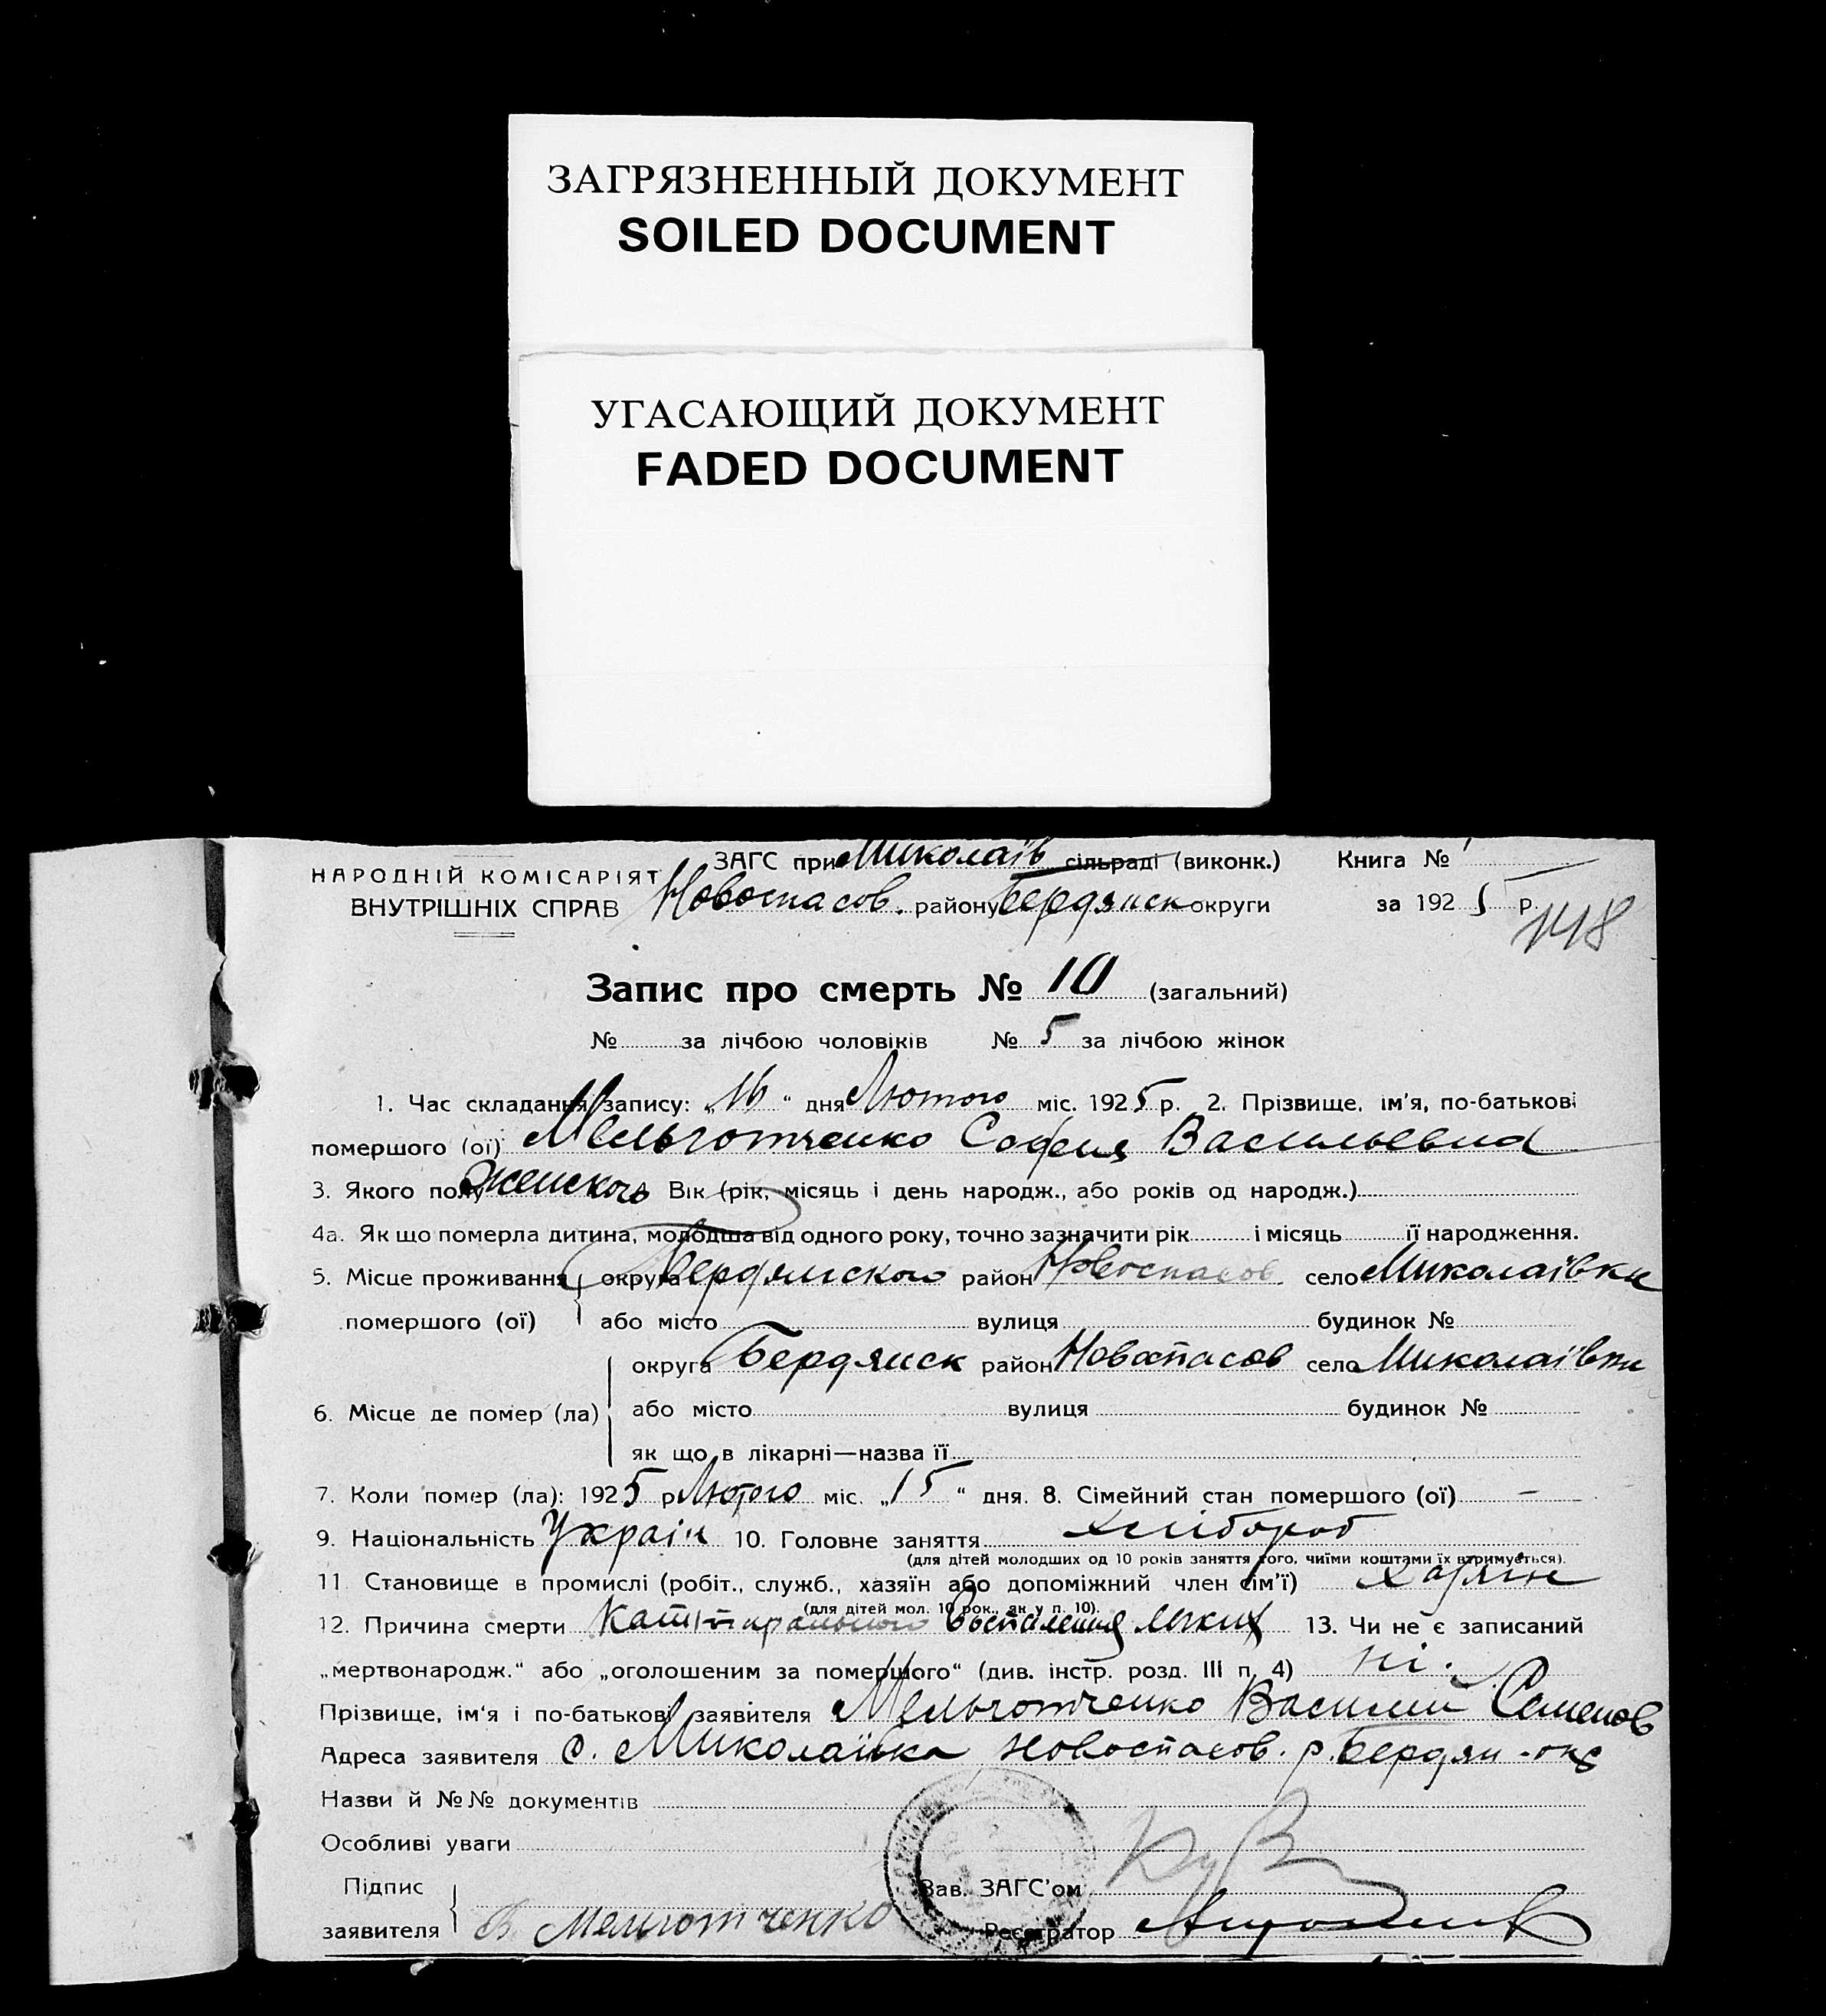 ЗАГРЯЗНЕННЫЙ ДОКУМЕНТ
SOILED DOCUMENT
УГАСАЮЩИЙ ДОКУМЕНТ
FADED DOCUMENT
НАРОДНІЙ КОМІСАРІЯТ
ВНУТРІШНІХ СПРАВ
ЗАГС при Миколаїв сільраді (виконк.) Книга № 1
Новоспасов. району Бердянск округи за 1925 р.
148
Запис про смерть № 10 (загальний)
№ за лічбою чоловіків № 5 за лічбою жінок
1. Час складання запису: „16“ дня Лютого міс. 1925 р. 2. Прізвище, ім'я, по-батькові
помершого (ої) Мельготченко Софья Васильевна
3. Якого полу женского Вік (рік, місяць і день народж., або років од народж.)
4а. Як що померла дитина, молодша від одного року, точно зазначити рік і місяць її народження.
5. Місце проживання помершого (ої) округа Бердянского район Новоспасов село Миколаївки
або місто вулиця будинок №
6. Місце де помер (ла) округа Бердянск район Новоспасов село Миколаївки
або місто вулиця будинок №
як що в лікарні—назва її
7. Коли помер (ла): 1925 р Лютого міс. „15“ дня. 8. Сімейний стан помершого (ої) —
9. Національність Україн 10. Головне заняття хлібороб
(для дітей молодших од 10 років заняття того, чиїми коштами їх втримується).
11 Становище в промислі (робіт., служб., хазяїн або допоміжний член сім'ї) хазяїн
(для дітей мол. 10 рок., як у п. 10).
12. Причина смерти воспаления легких 13. Чи не є записаний
„мертвонародж.“ або „оголошеним за померщого“ (див. інстр. розд. III п. 4) ні.
Прізвище, ім'я і по-батькові заявителя Мельготченко Василий Семенов
Адреса заявителя с. Миколаївка Новоспасов. р. Бердян - окр
Назви й №№ документів
Особливі уваги
Підпис заявителя В. Мельготченко
Зав. ЗАГС'ом
Реєстратор